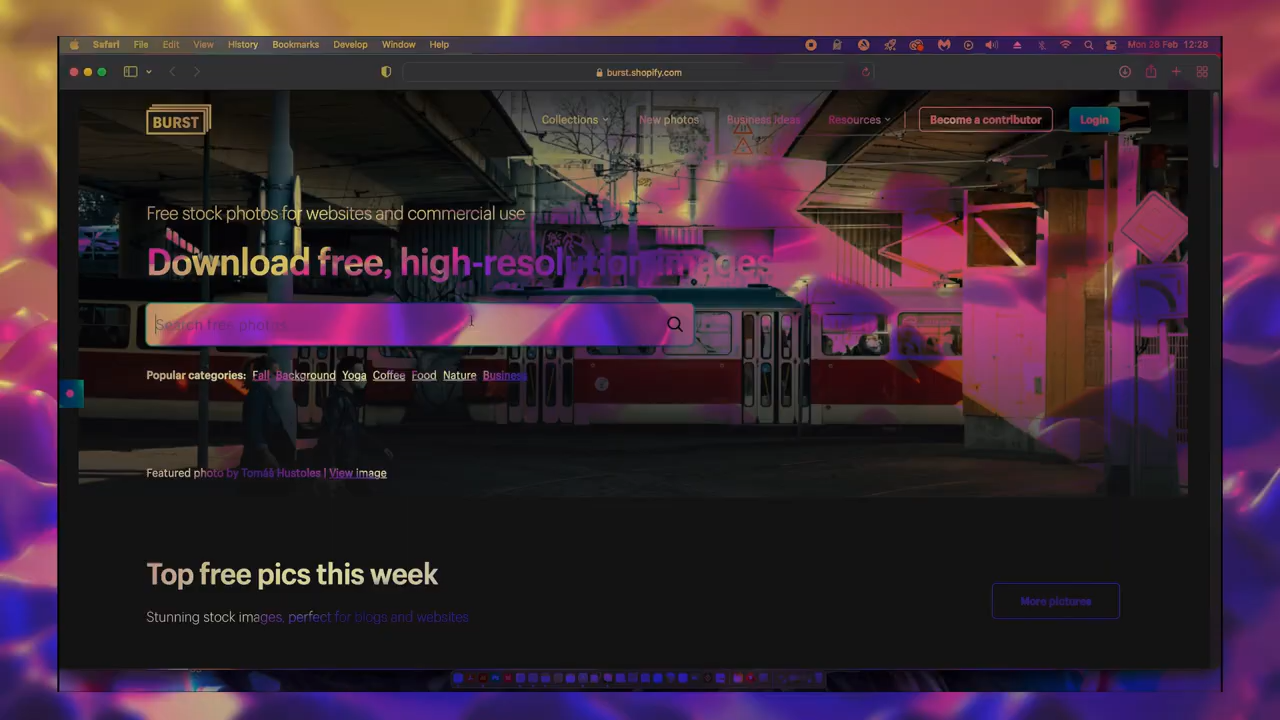 Safari File Edit View History Bookmarks Develop Window Help Mon 28 Feb 12:28
burst.shopify.com
BURST Collections New photos Business ideas Resources Become a contributor Login
Free stock photos for websites and commercial use
Download free, high-resolution images
Search free photos
Popular categories: Fall Background Yoga Coffee Food Nature Business
Featured photo by Tomáš Hustoles | View image
Top free pics this week
Stunning stock images, perfect for blogs and websites
More pictures